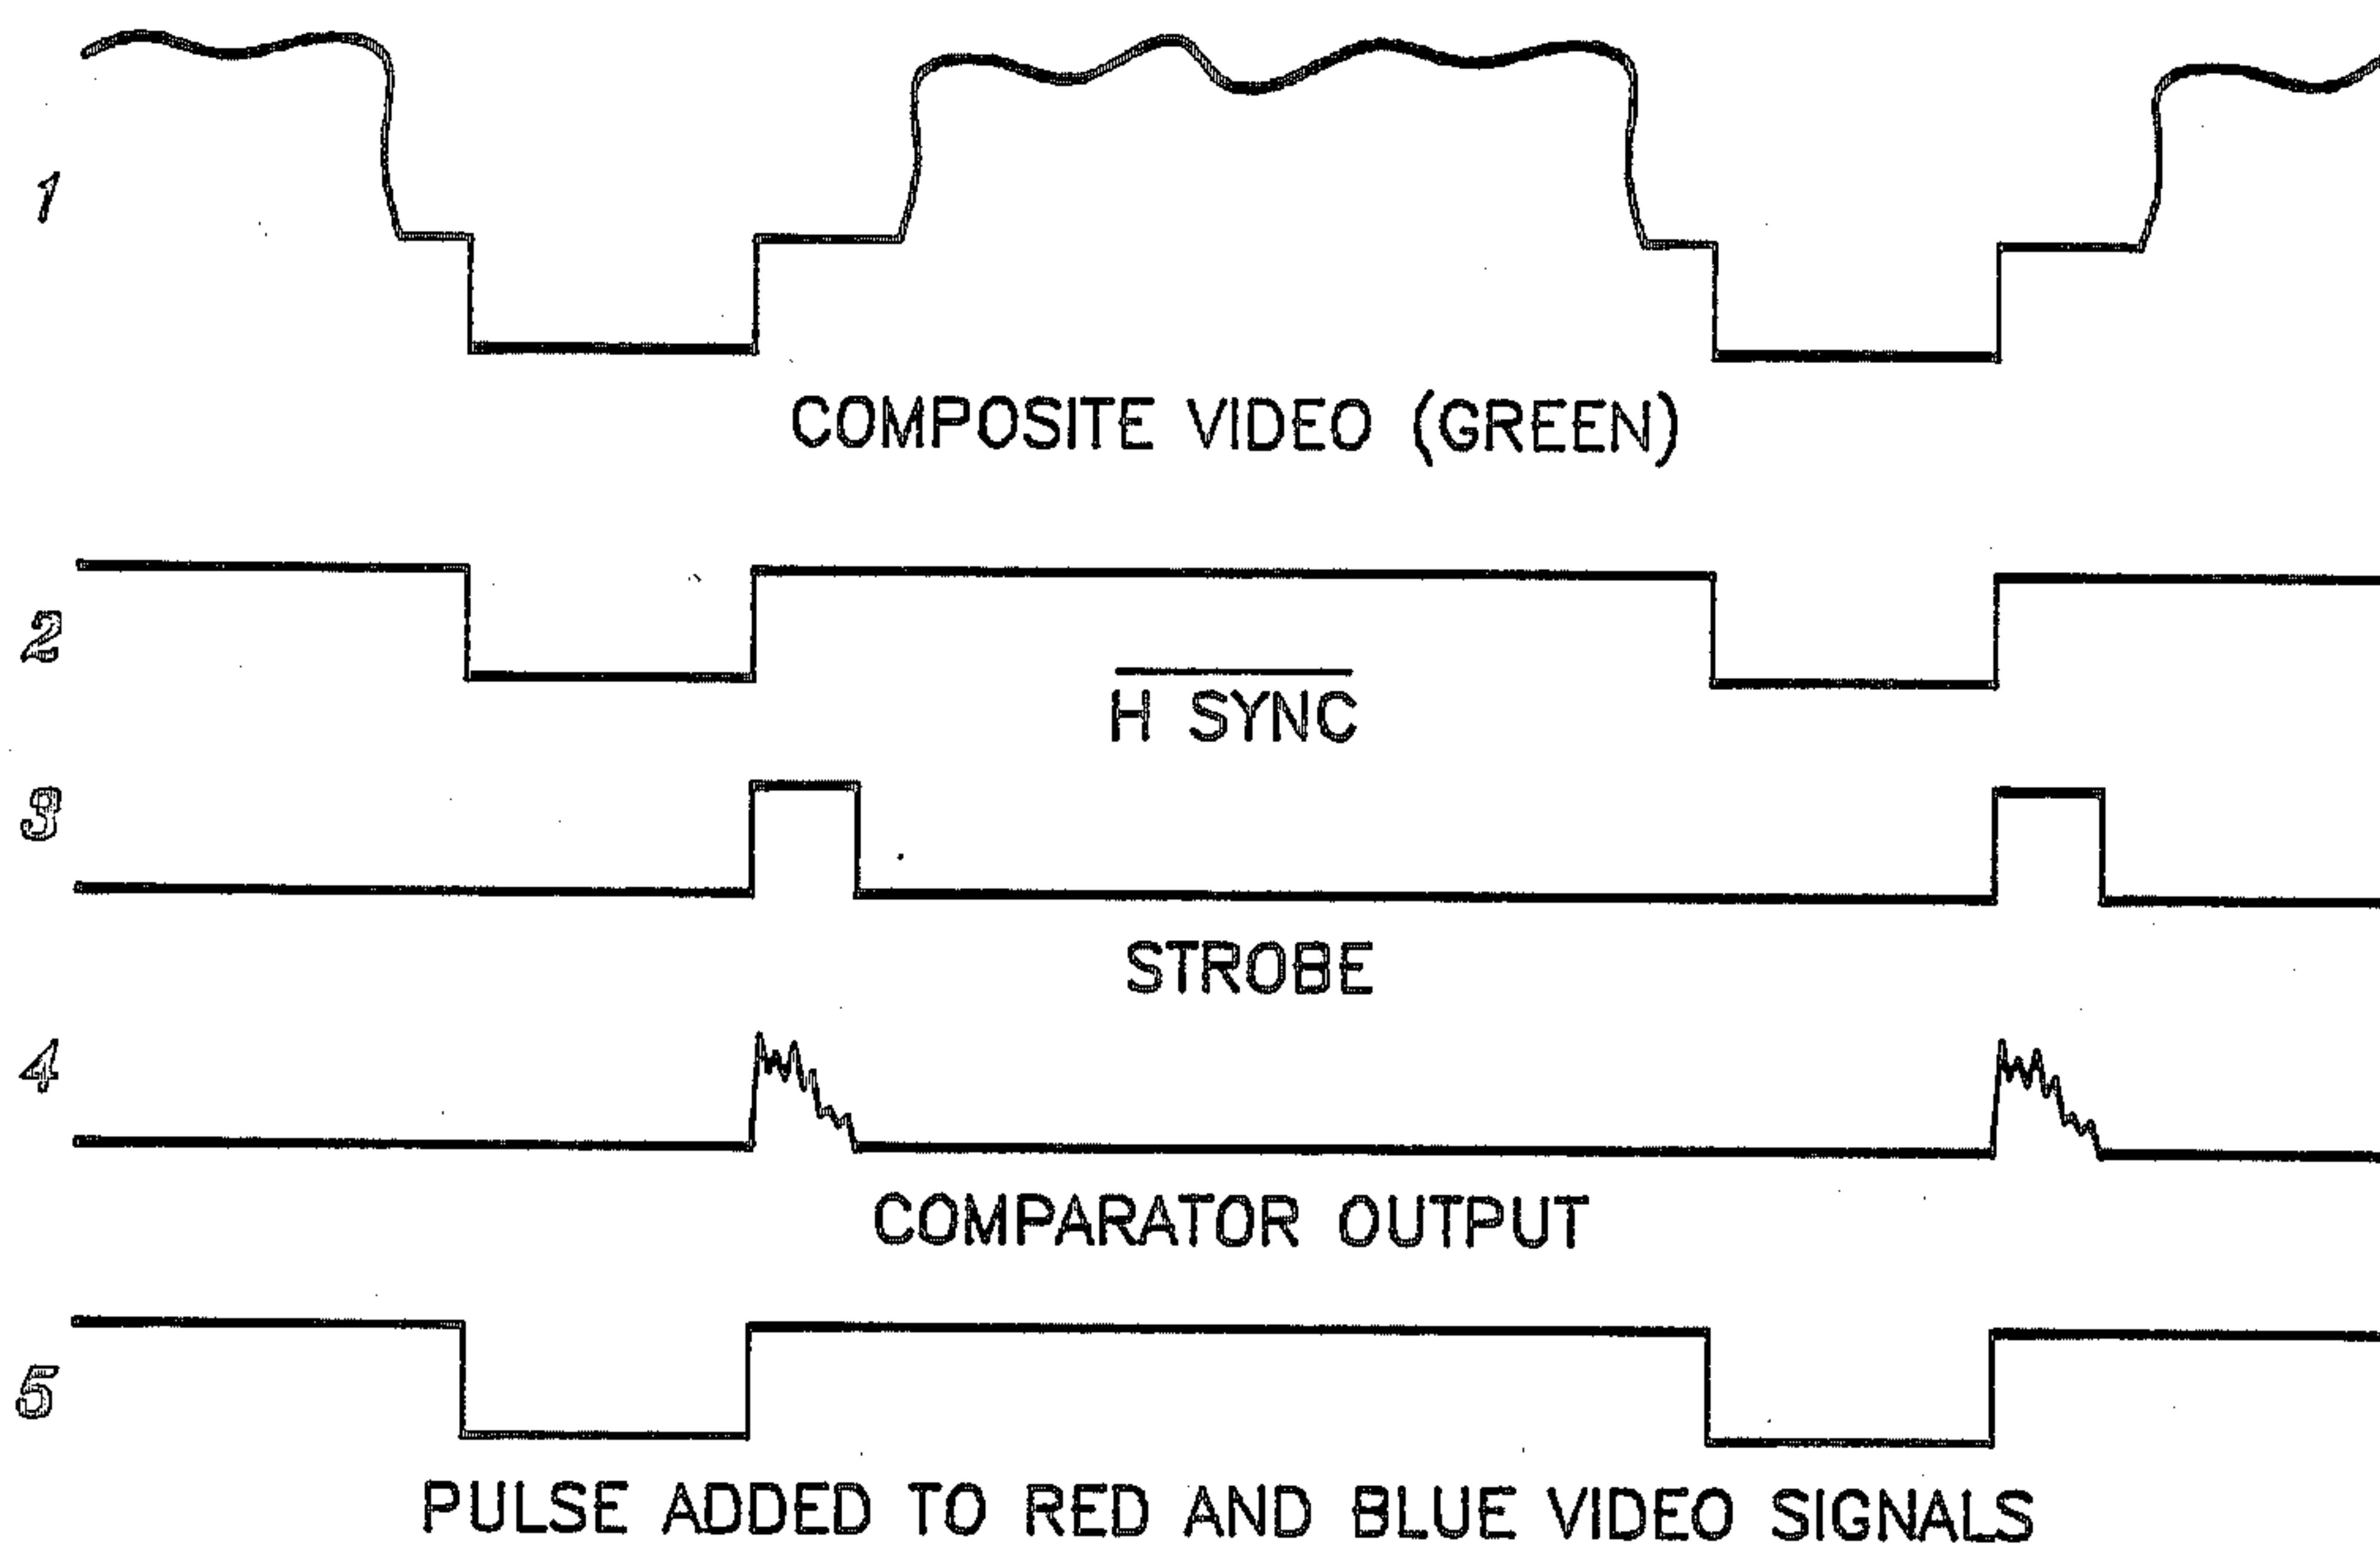 1
COMPOSITE VIDEO (GREEN)
2
H SYNC
3
STROBE
4
COMPARATOR OUTPUT
5
PULSE ADDED TO RED AND BLUE VIDEO SIGNALS